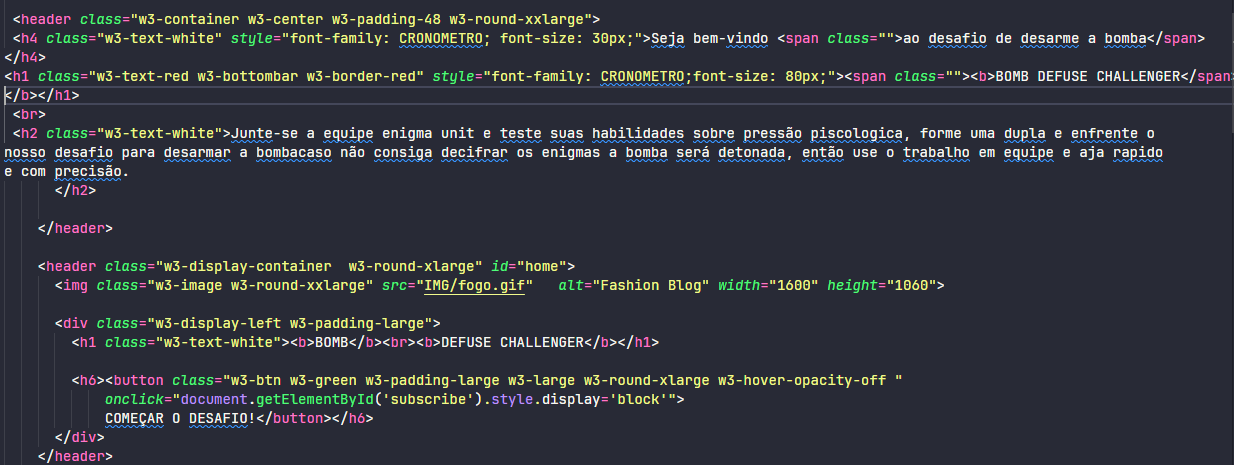 <header class="w3-container w3-center w3-padding-48 w3-round-xxlarge">
<h4 class="w3-text-white" style="font-family: CRONOMETRO; font-size: 30px;">Seja bem-vindo <span class="">ao desafio de desarme a bomba</span>
</h4>
<h1 class="w3-text-red w3-bottombar w3-border-red" style="font-family: CRONOMETRO;font-size: 80px;"><span class=""><b>BOMB DEFUSE CHALLENGER</span
</b></h1>
<br>
<h2 class="w3-text-white">Junte-se a equipe enigma unit e teste suas habilidades sobre pressão piscologica, forme uma dupla e enfrente o
nosso desafio para desarmar a bombacaso não consiga decifrar os enigmas a bomba será detonada, então use o trabalho em equipe e aja rapido
e com precisão.
</h2>
</header>
<header class="w3-display-container  w3-round-xlarge" id="home">
<img class="w3-image w3-round-xxlarge" src="IMG/fogo.gif"   alt="Fashion Blog" width="1600" height="1060">
<div class="w3-display-left w3-padding-large">
<h1 class="w3-text-white"><b>BOMB</b><br><b>DEFUSE CHALLENGER</b></h1>
<h6><button class="w3-btn w3-green w3-padding-large w3-large w3-round-xlarge w3-hover-opacity-off "
onclick="document.getElementById('subscribe').style.display='block'">
COMEÇAR O DESAFIO!</button></h6>
</div>
</header>